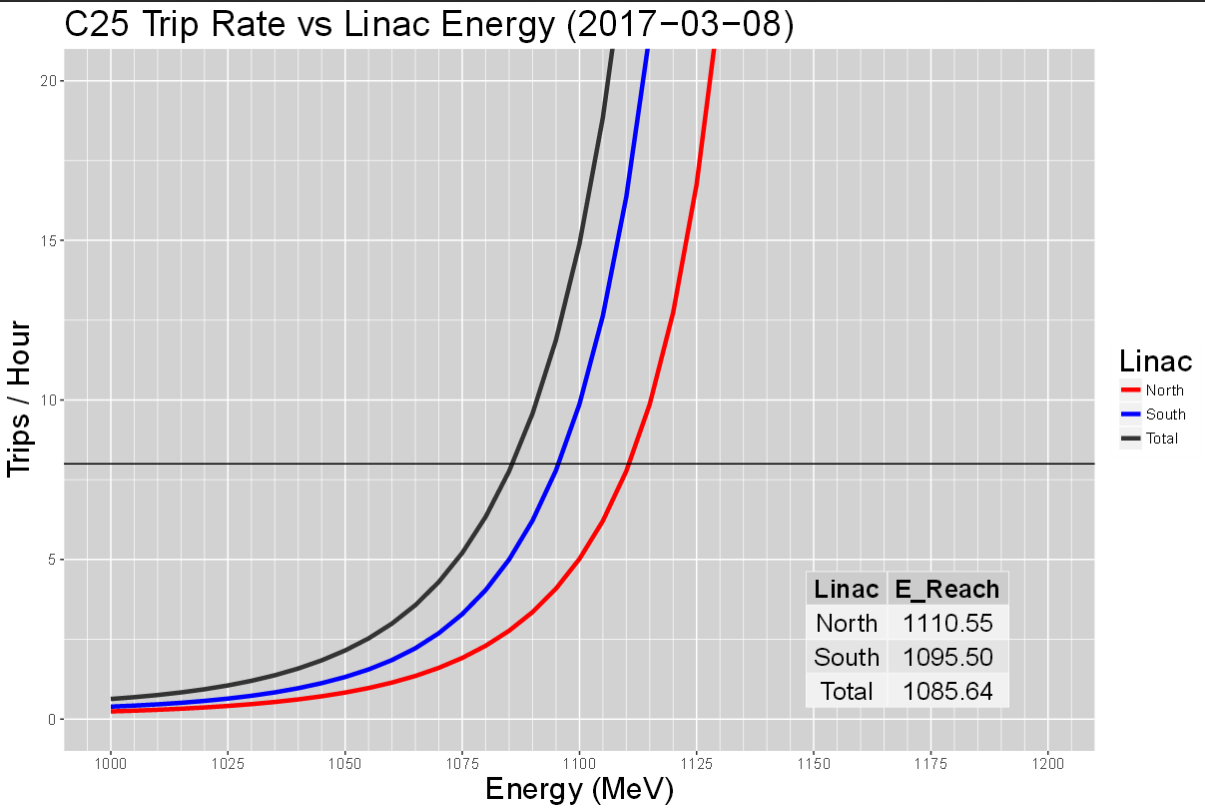 C25 Trip Rate vs Linac Energy (2017−03−08)
20
15
10
5
0
Trips / Hour
1000 1025 1050 1075 1100 1125 1150 1175 1200
Energy (MeV)
Linac
North
South
Total
Linac E_Reach
North 1110.55
South 1095.50
Total 1085.64